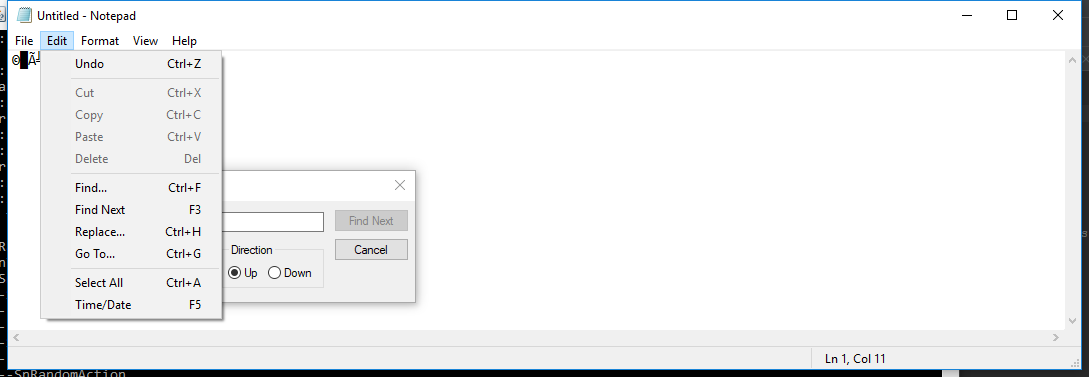 Untitled - Notepad
File Edit Format View Help
Undo Ctrl+Z
Cut Ctrl+X
Copy Ctrl+C
Paste Ctrl+V
Delete Del
Find... Ctrl+F
Find Next F3
Replace... Ctrl+H
Go To... Ctrl+G
Select All Ctrl+A
Time/Date F5
Find Next
Cancel
Direction
Up Down
Ln 1, Col 11
--SnRandomAction